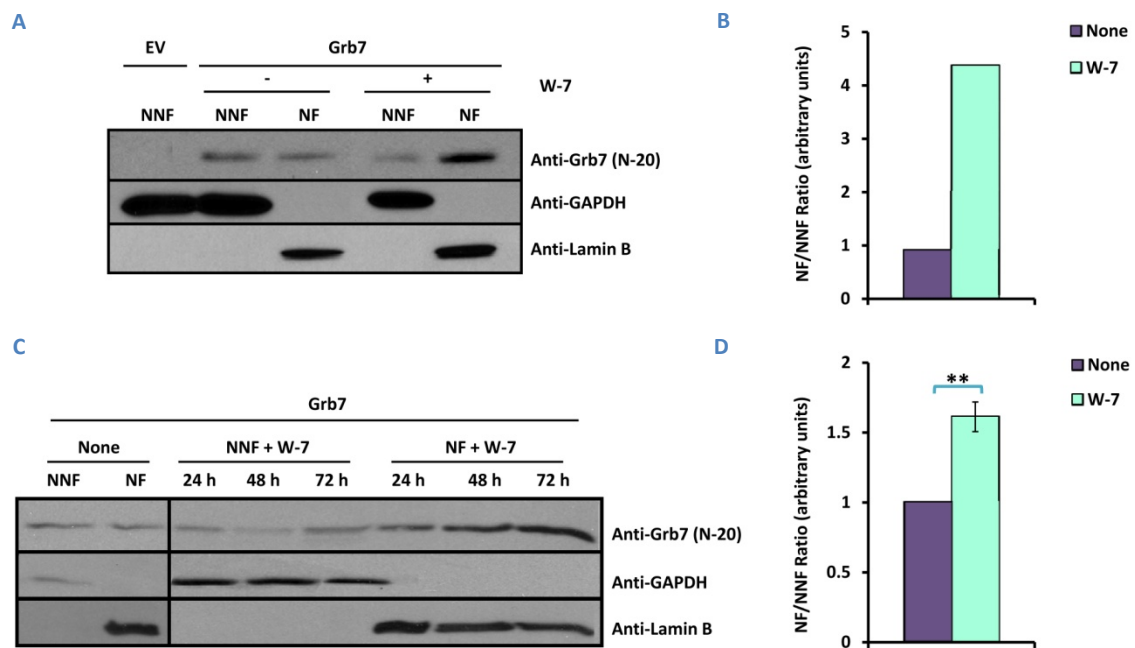 A
EV Grb7
- + W-7
NNF NNF NF NNF NF
Anti-Grb7 (N-20)
Anti-GAPDH
Anti-Lamin B
B
NF/NNF Ratio (arbitrary units)
5
4
3
2
1
0
None
W-7
C
Grb7
None NNF + W-7 NF + W-7
NNF NF 24 h 48 h 72 h 24 h 48 h 72 h
Anti-Grb7 (N-20)
Anti-GAPDH
Anti-Lamin B
D
NF/NNF Ratio (arbitrary units)
2
1.5
1
0.5
0
**
None
W-7